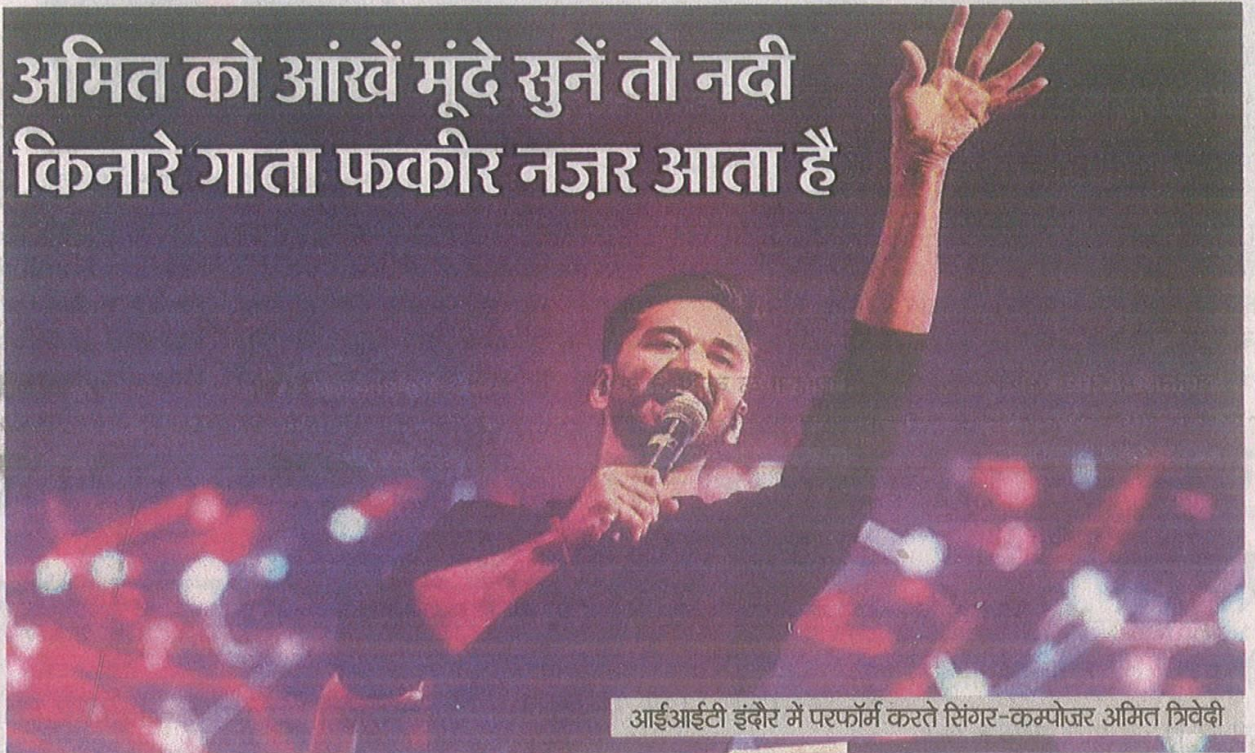 अमित को आंखें मूंदे सुनें तो नदी
किनारे गाता फकीर नज़र आता है
आईआईटी इंदौर में परफॉर्म करते सिंगर-कम्पोजर अमित त्रिवेदी